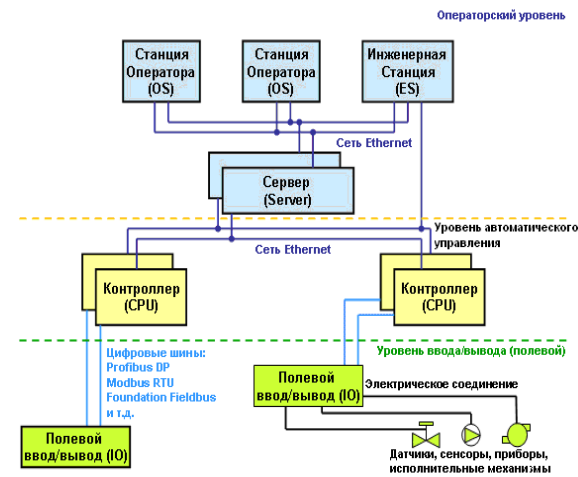 Операторский уровень
Станция
Оператора
(OS)
Станция
Оператора
(OS)
Инженерная
Станция
(ES)
Сеть Ethernet
Сервер
(Server)
Уровень автоматического
управления
Сеть Ethernet
Контроллер
(CPU)
Контроллер
(CPU)
Уровень ввода/вывода (полевой)
Цифровые шины:
Profibus DP
Modbus RTU
Foundation Fieldbus
и т.д.
Полевой
ввод/вывод (IO)
Электрическое соединение
Полевой
ввод/вывод (IO)
Датчики, сенсоры, приборы,
исполнительные механизмы